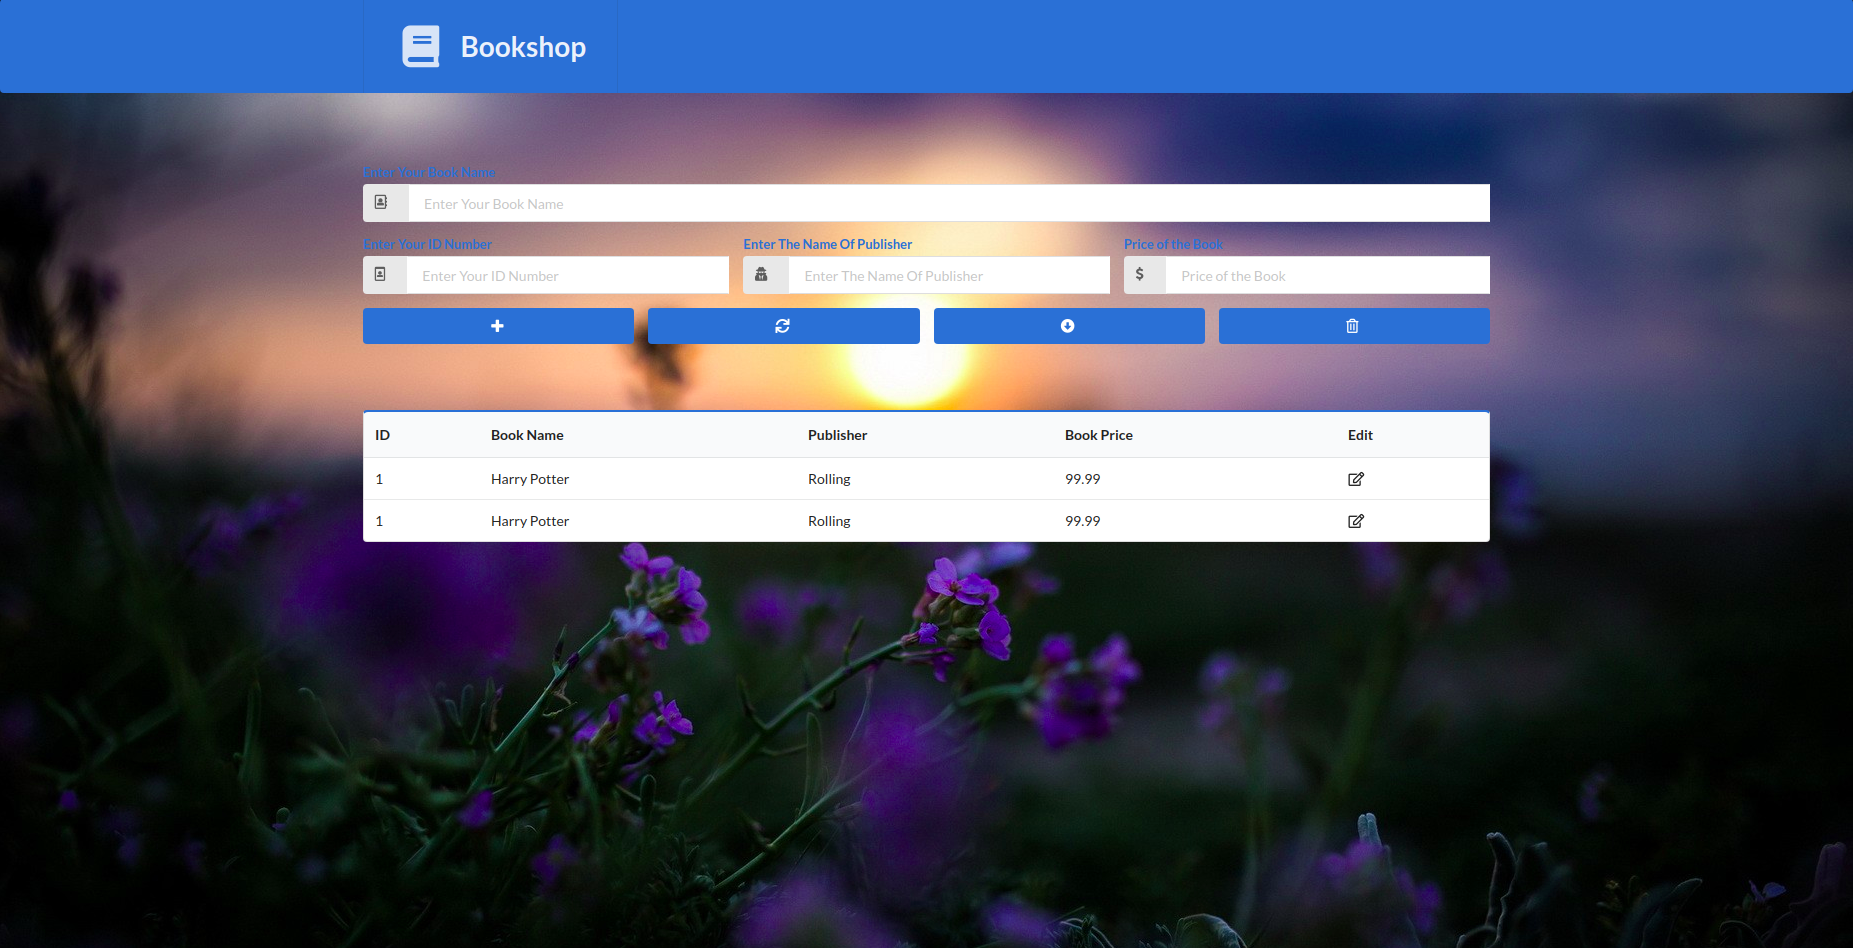 Bookshop
Enter Your Book Name
Enter Your Book Name
Enter Your ID Number Enter The Name Of Publisher Price of the Book
Enter Your ID Number Enter The Name Of Publisher Price of the Book
ID Book Name Publisher Book Price Edit
1 Harry Potter Rolling 99.99
1 Harry Potter Rolling 99.99